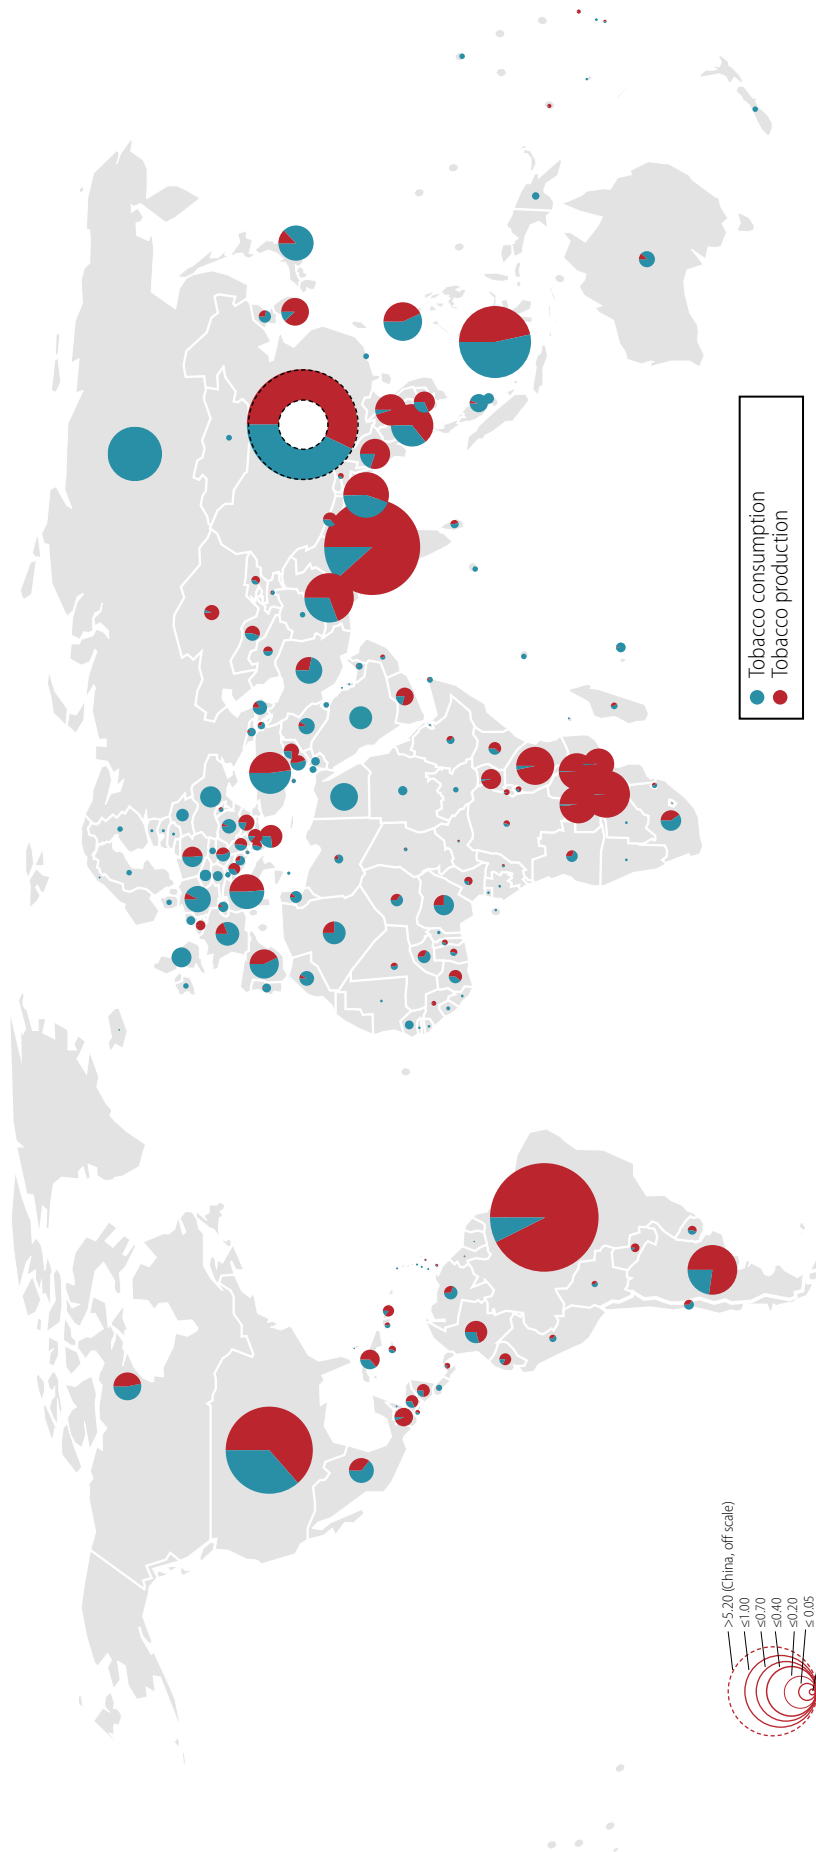 Tobacco consumption
Tobacco production
>5.20 (China, off scale)
≤1.00
≤0.70
≤0.40
≤0.20
≤ 0.05